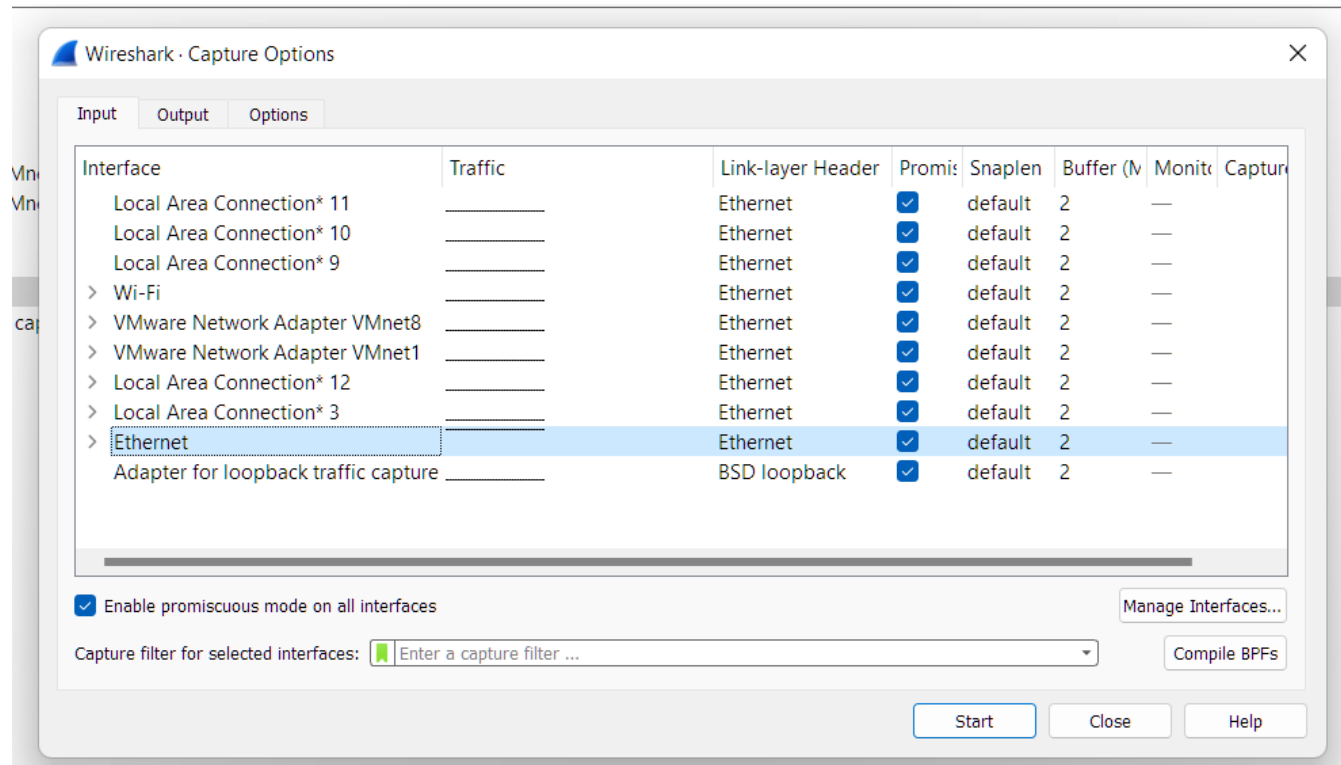 Wireshark · Capture Options
Input Output Options
Interface Traffic Link-layer Header Promis Snaplen Buffer (M Monito Capture
Local Area Connection* 11 Ethernet default 2 —
Local Area Connection* 10 Ethernet default 2 —
Local Area Connection* 9 Ethernet default 2 —
Wi-Fi Ethernet default 2 —
VMware Network Adapter VMnet8 Ethernet default 2 —
VMware Network Adapter VMnet1 Ethernet default 2 —
Local Area Connection* 12 Ethernet default 2 —
Local Area Connection* 3 Ethernet default 2 —
Ethernet Ethernet default 2 —
Adapter for loopback traffic capture BSD loopback default 2 —
Enable promiscuous mode on all interfaces Manage Interfaces...
Capture filter for selected interfaces: Enter a capture filter ... Compile BPFs
Start Close Help